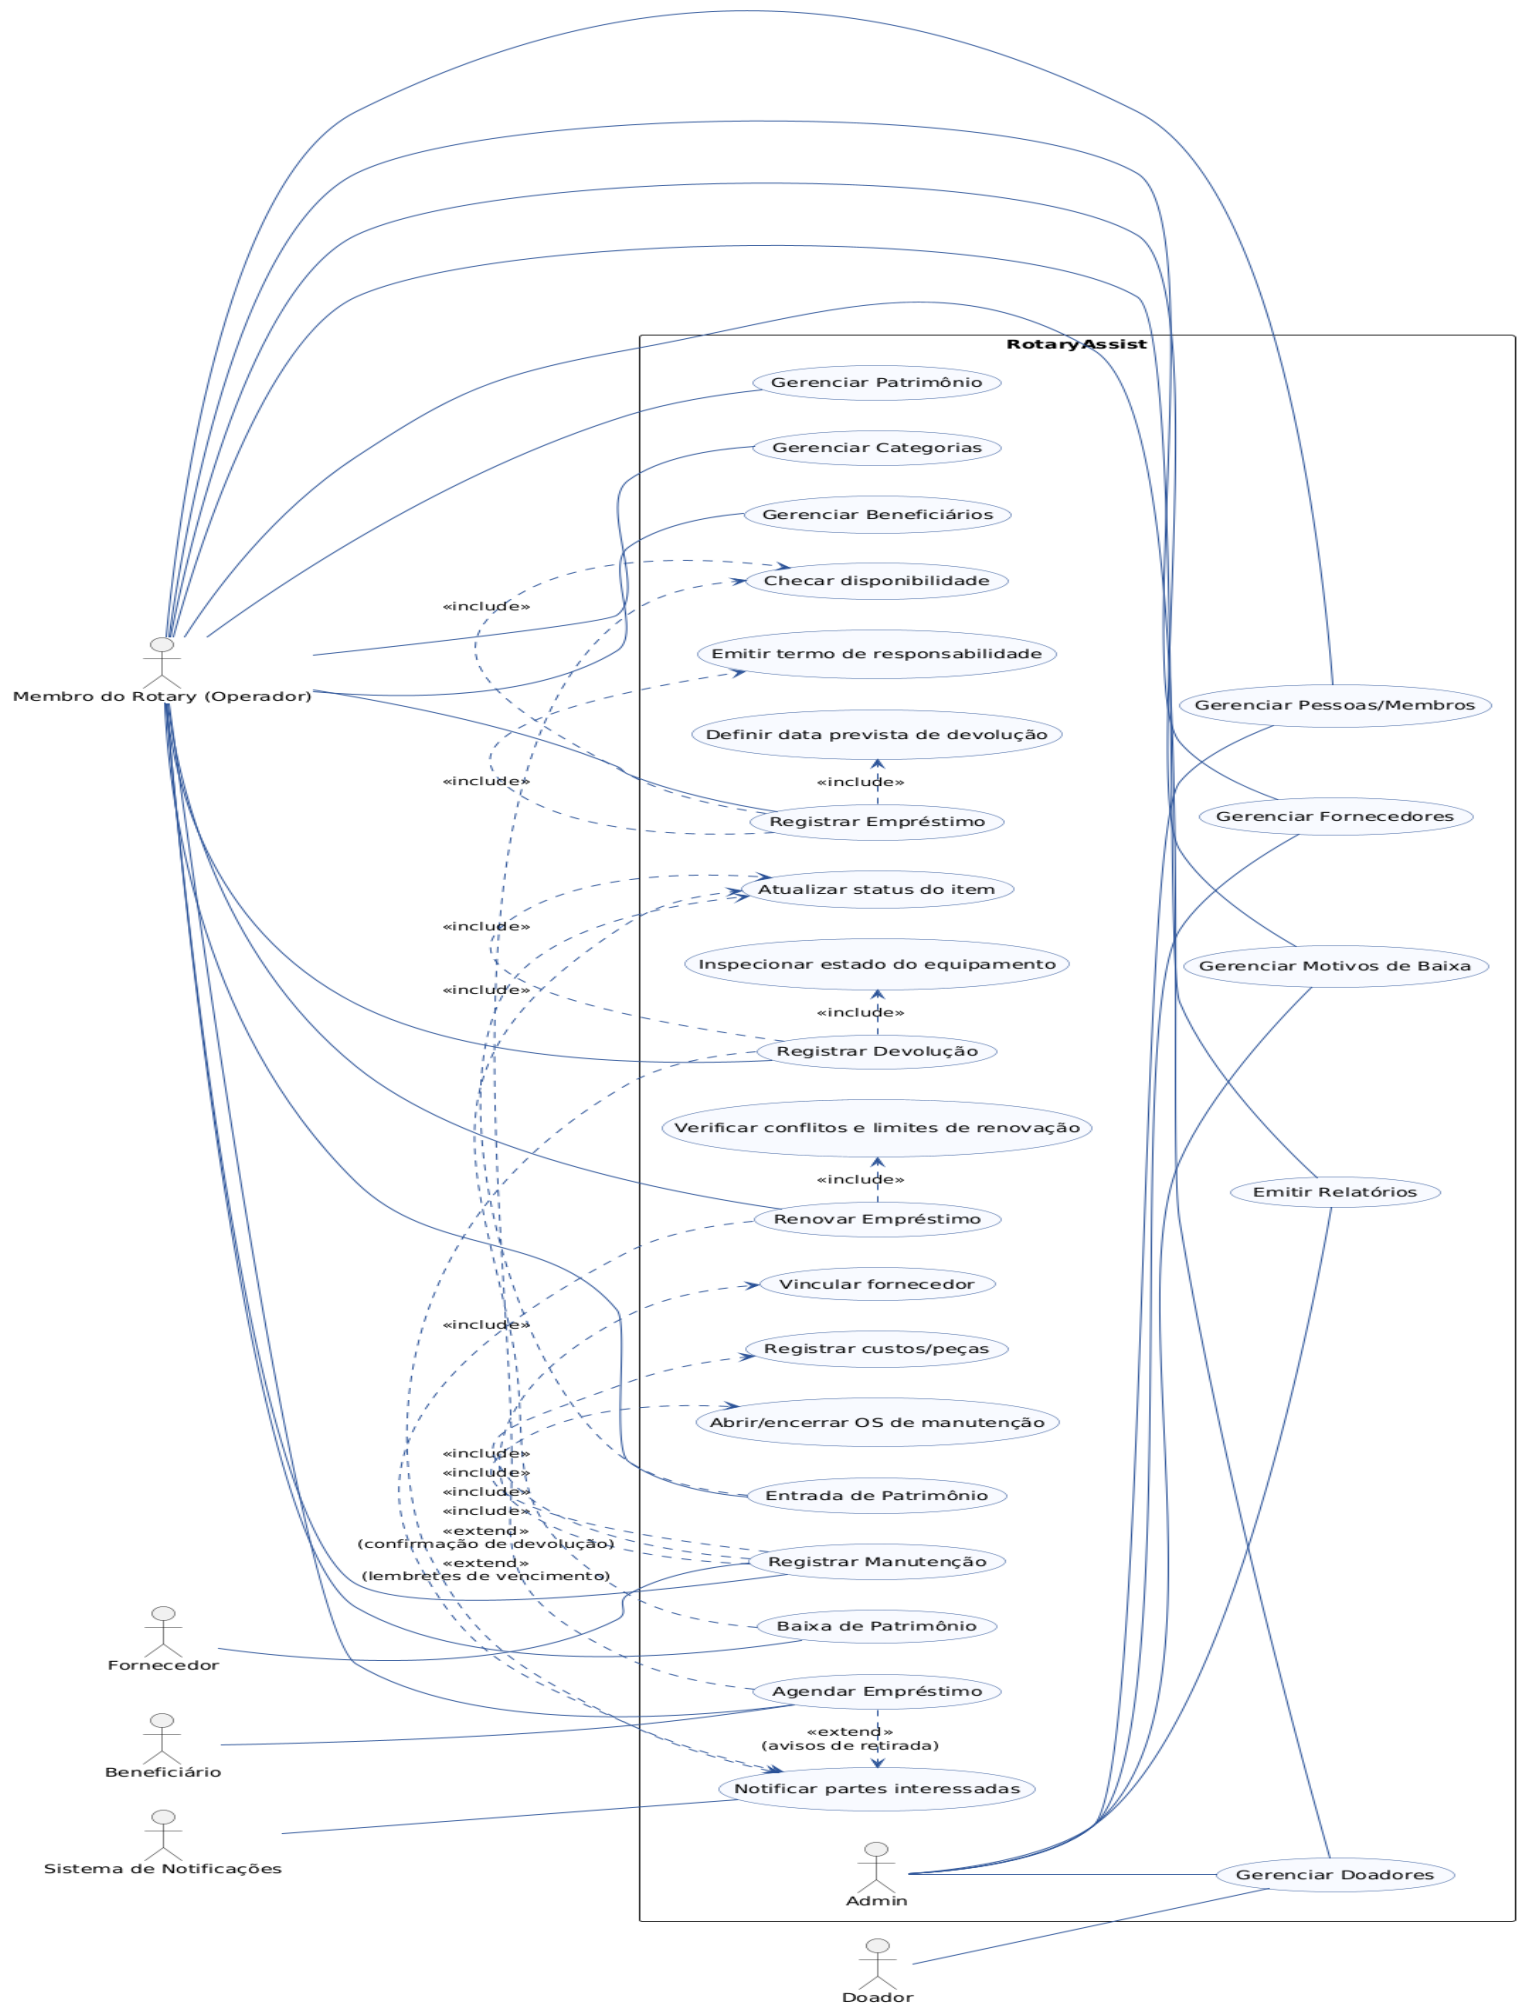 RotaryAssist
Gerenciar Patrimônio
Gerenciar Categorias
Gerenciar Beneficiários
Checar disponibilidade
«include»
Emitir termo de responsabilidade
Membro do Rotary (Operador)
Gerenciar Pessoas/Membros
Definir data prevista de devolução
«include»
«include»
Gerenciar Fornecedores
Registrar Empréstimo
Atualizar status do item
«include»
Inspecionar estado do equipamento
Gerenciar Motivos de Baixa
«include»
«include»
Registrar Devolução
Verificar conflitos e limites de renovação
«include»
Emitir Relatórios
Renovar Empréstimo
Vincular fornecedor
«include»
Registrar custos/peças
Abrir/encerrar OS de manutenção
«include»
«include»
«include»
«include»
Entrada de Patrimônio
«extend»
(confirmação de devolução)
«extend»
(lembretes de vencimento)
Registrar Manutenção
Baixa de Patrimônio
Fornecedor
Agendar Empréstimo
«extend»
(avisos de retirada)
Beneficiário
Notificar partes interessadas
Sistema de Notificações
Gerenciar Doadores
Admin
Doador